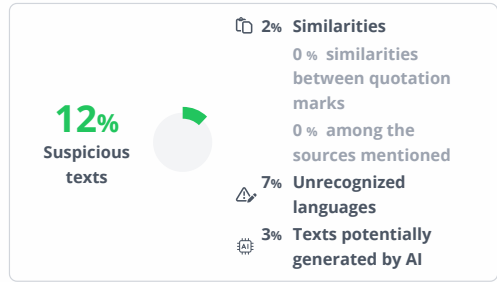 12%
Suspicious
texts
2% Similarities
0 % similarities
between quotation
marks
0 % among the
sources mentioned
7% Unrecognized
languages
AI
3% Texts potentially
generated by AI